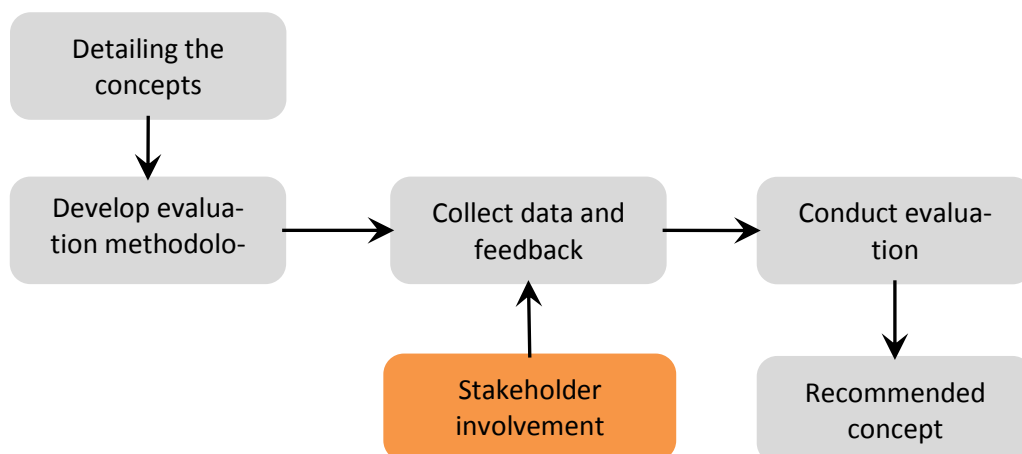 Detailing the
concepts
Develop evalua-
tion methodolo-
Collect data and
feedback
Conduct evalua-
tion
Stakeholder
involvement
Recommended
concept